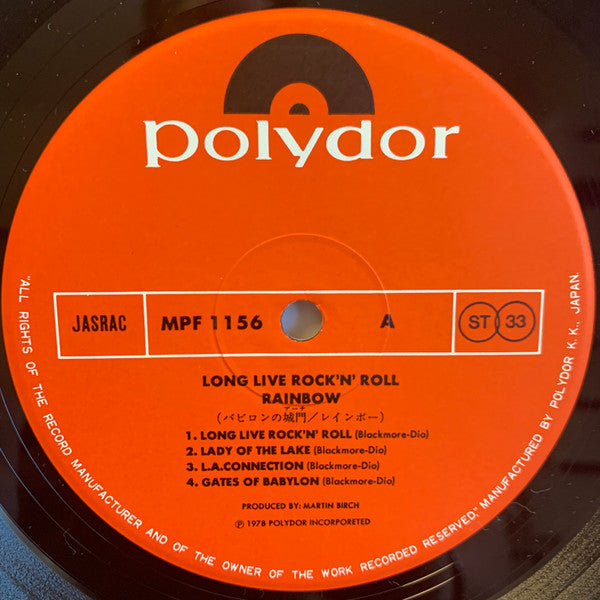 polydor
JASRAC
MPF 1156
A
ST 33
LONG LIVE ROCK'N' ROLL
RAINBOW
アーチ
(バビロンの城門/レインボー)
1. LONG LIVE ROCK'N' ROLL (Blackmore-Dio)
2. LADY OF THE LAKE (Blackmore-Dio)
3. L.A.CONNECTION (Blackmore-Dio)
4. GATES OF BABYLON (Blackmore-Dio)
PRODUCED BY: MARTIN BIRCH
℗ 1978 POLYDOR INCORPORETED
"ALL RIGHTS OF THE RECORD MANUFACTURER AND OF THE OWNER OF THE WORK RECORDED RESERVED," MANUFACTURED BY POLYDOR K.K., JAPAN.